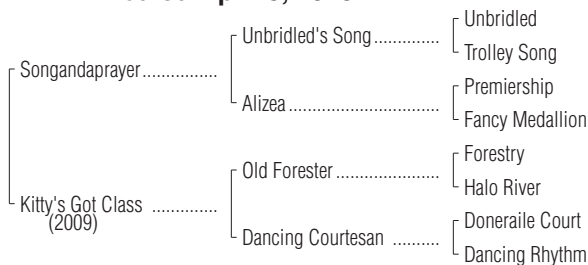 Unbridled
Unbridled's Song.............
Trolley Song
Songandaprayer...............
Premiership
Alizea..............................
Fancy Medallion
Forestry
Old Forester ....................
Halo River
Kitty's Got Class .............
(2009)
Doneraile Court
Dancing Courtesan .........
Dancing Rhythm